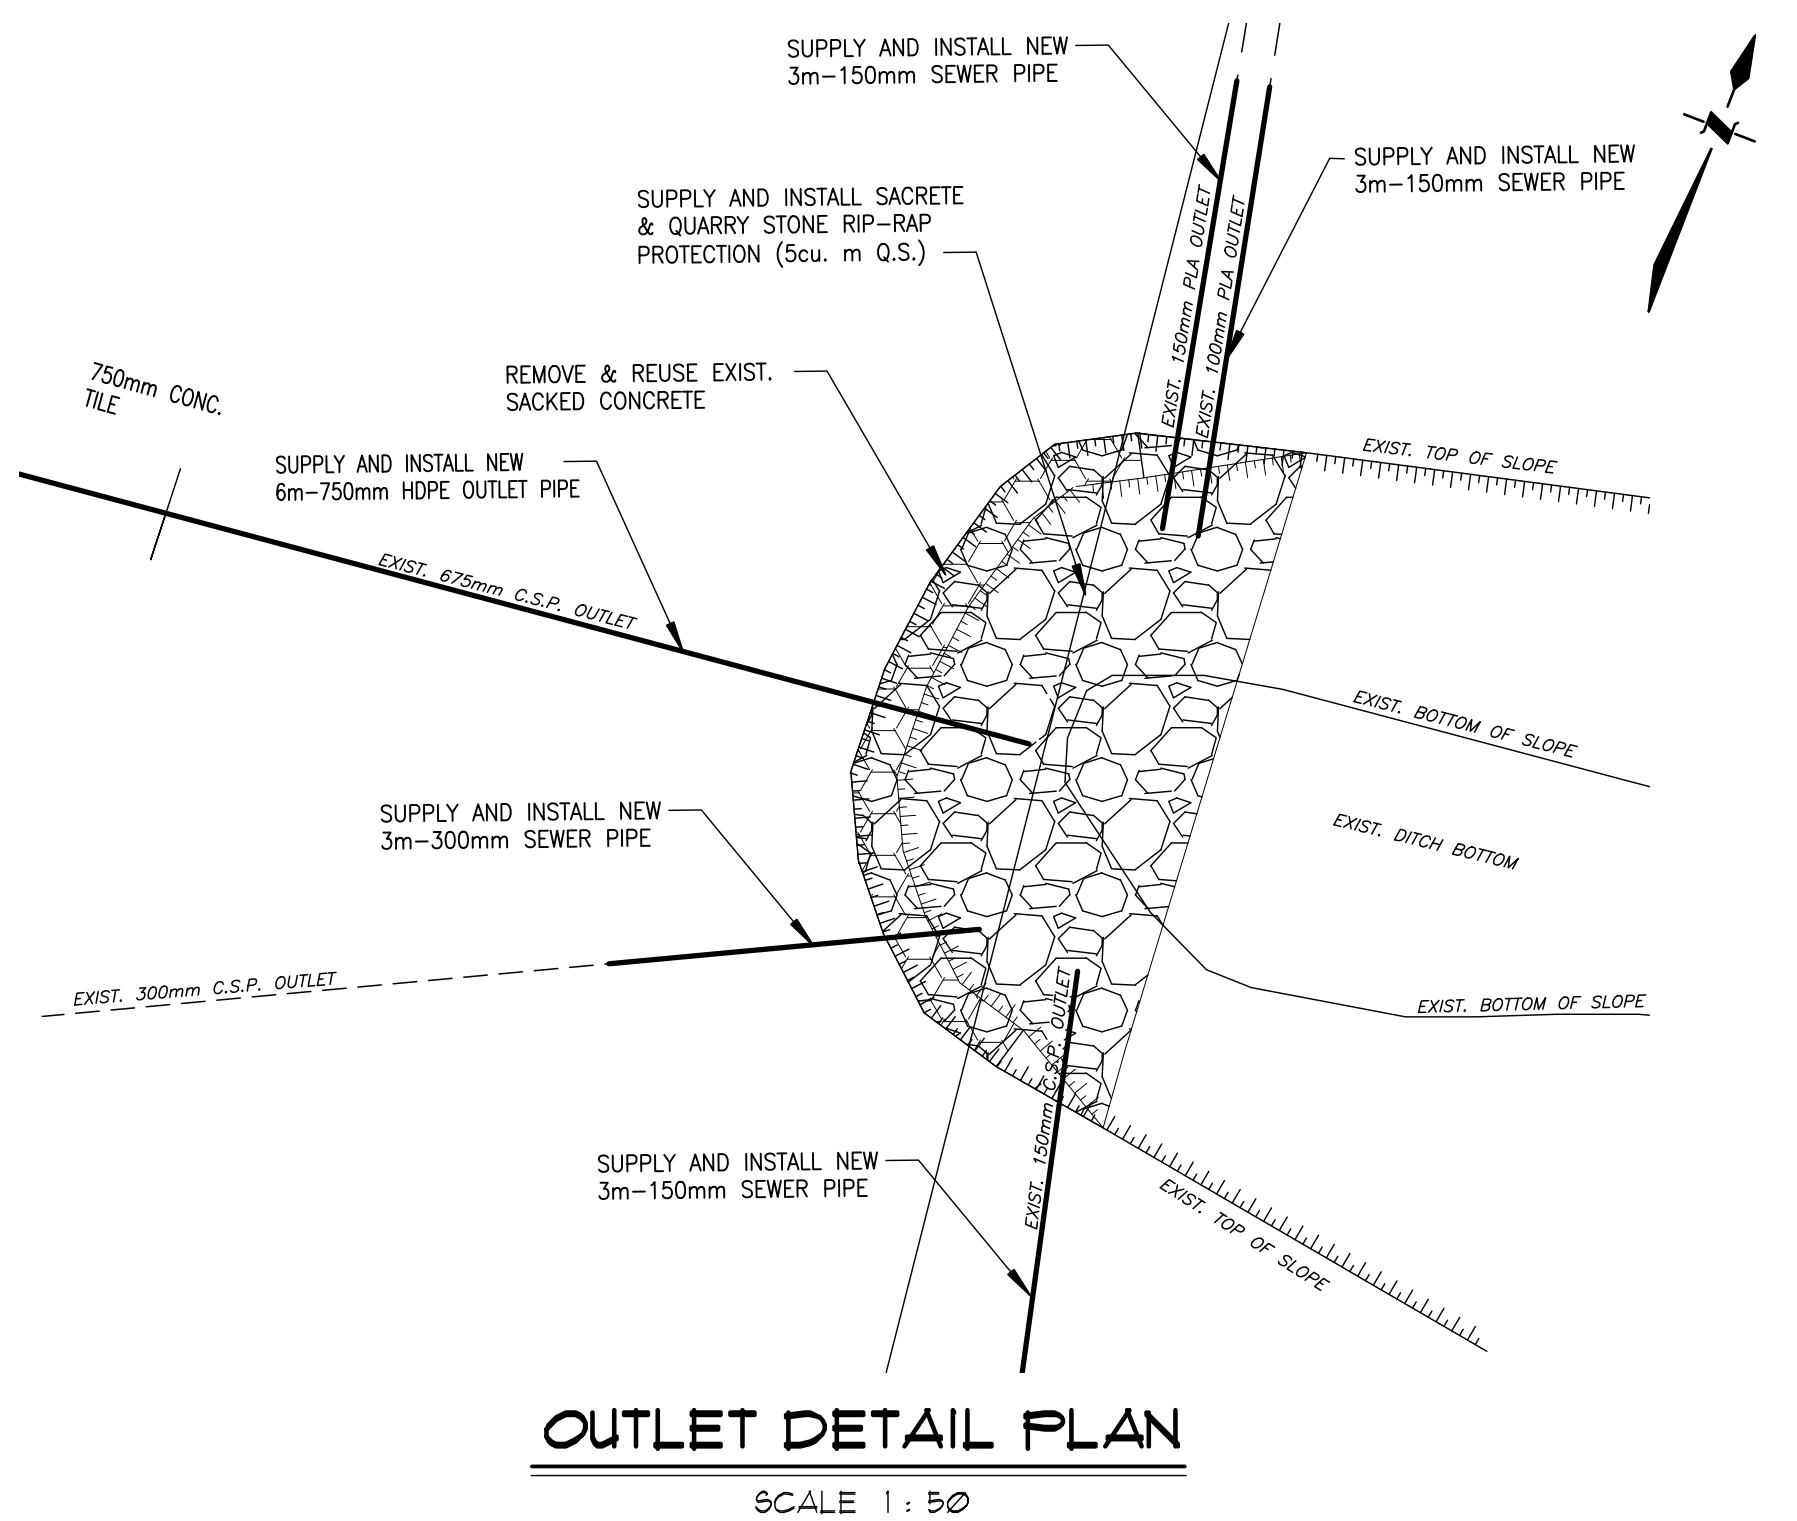 SUPPLY AND INSTALL NEW
3m-150mm SEWER PIPE
SUPPLY AND INSTALL NEW
3m-150mm SEWER PIPE
N
SUPPLY AND INSTALL SACRETE
& QUARRY STONE RIP-RAP
PROTECTION (5cu. m Q.S.)
EXIST. 150mm PLA OUTLET
EXIST. 100mm PLA OUTLET
REMOVE & REUSE EXIST.
SACKED CONCRETE
750mm CONC.
TILE
SUPPLY AND INSTALL NEW
6m-750mm HDPE OUTLET PIPE
EXIST. TOP OF SLOPE
EXIST. 675mm C.S.P. OUTLET
EXIST. BOTTOM OF SLOPE
SUPPLY AND INSTALL NEW
3m-300mm SEWER PIPE
EXIST. DITCH BOTTOM
EXIST. 300mm C.S.P. OUTLET
EXIST. BOTTOM OF SLOPE
EXIST. 150mm C.S.P. OUTLET
SUPPLY AND INSTALL NEW
3m-150mm SEWER PIPE
EXIST. TOP OF SLOPE
OUTLET DETAIL PLAN
SCALE 1 : 50